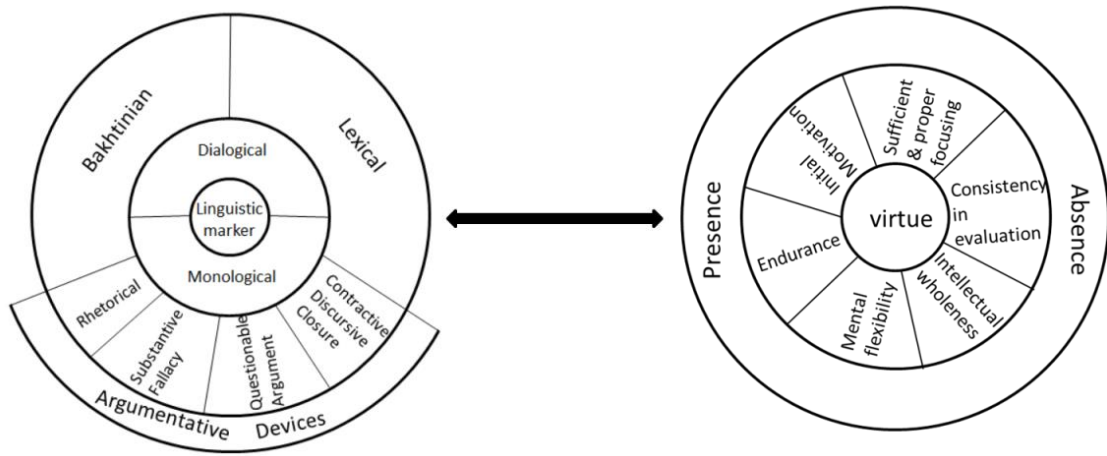 Bakhtinian
Lexical
Dialogical
Linguistic
marker
Monological
Rhetorical
Substantive
Fallacy
Questionable
Argument
Contractive
Discursive
Closure
Argumentative Devices
Presence
Absence
Initial
Motivation
Sufficient
& proper
focusing
Consistency
in
evaluation
Intellectual
wholeness
Mental
flexibility
Endurance
virtue